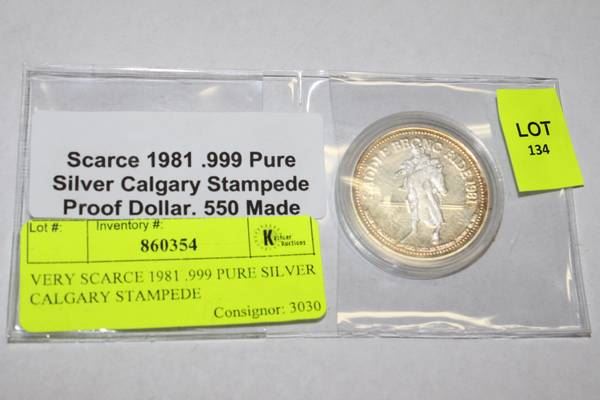 Scarce 1981 .999 Pure
Silver Calgary Stampede
Proof Dollar. 550 Made
Lot #:
Inventory #:
860354
Auctions
VERY SCARCE 1981 .999 PURE SILVER
CALGARY STAMPEDE
Consignor: 3030
SADDLE BRONC RIDE 1981
LOT
134